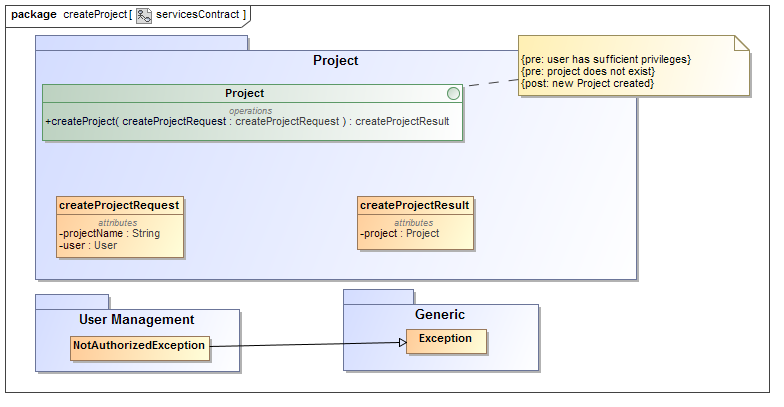 package createProject [ servicesContract ]
Project
{pre: user has sufficient privileges}
{pre: project does not exist}
{post: new Project created}
Project
operations
+createProject( createProjectRequest : createProjectRequest ) : createProjectResult
createProjectRequest
attributes
-projectName : String
-user : User
createProjectResult
attributes
-project : Project
User Management
NotAuthorizedException
Generic
Exception